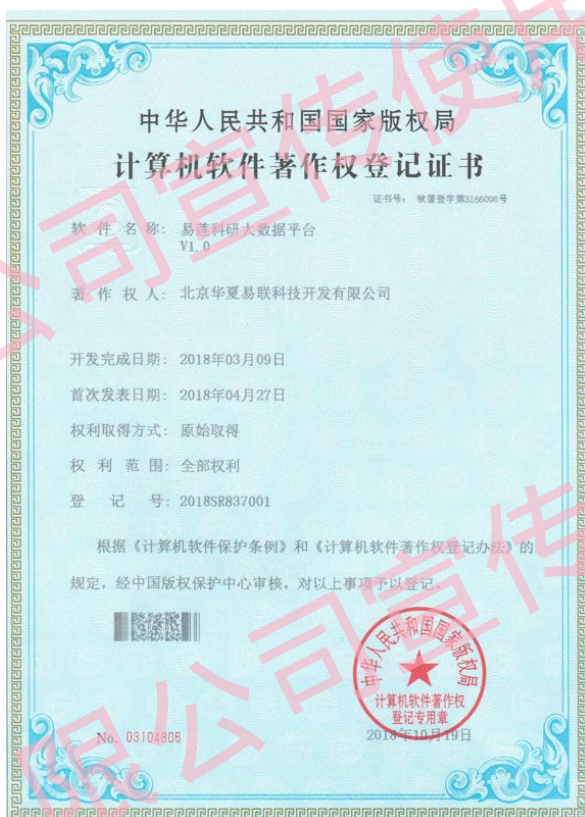 中华人民共和国国家版权局
计算机软件著作权登记证书
证书号: 软著登字第3166096号
软件名称: 易莲科研大数据平台
V1.0
著作权人: 北京华夏易联科技开发有限公司
开发完成日期: 2018年03月09日
首次发表日期: 2018年04月27日
权利取得方式: 原始取得
权利范围: 全部权利
登记号: 2018SR837001
根据《计算机软件保护条例》和《计算机软件著作权登记办法》的
规定,经中国版权保护中心审核,对以上事项予以登记。
中华人民共和国国家版权局
计算机软件著作权
登记专用章
No. 03104806
2018年10月19日
公司宣传使
限公司宣传